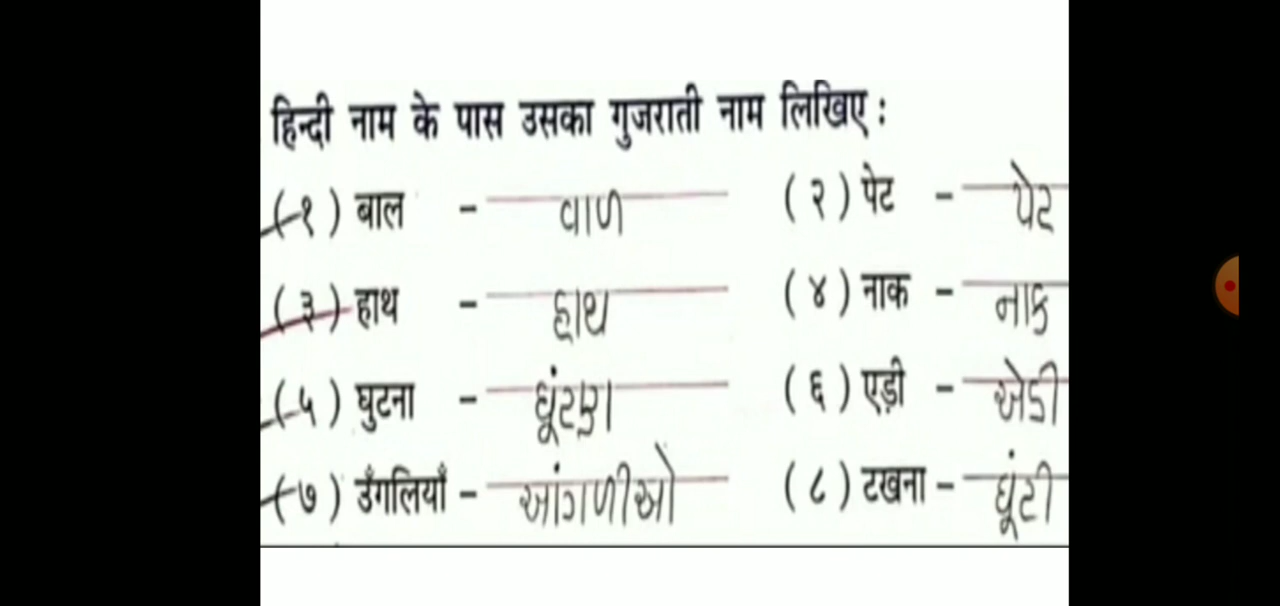 हिन्दी नाम के पास उसका गुजराती नाम लिखिए :
(१) बाल - વાળ (२) पेट - પેટ
(३) हाथ - હાથ (४) नाक - નાક
(५) घुटना - ઘૂંટણ (६) एड़ी - એડી
(७) उँगलियाँ - આંગળીઓ (८) टखना - ઘૂંટી